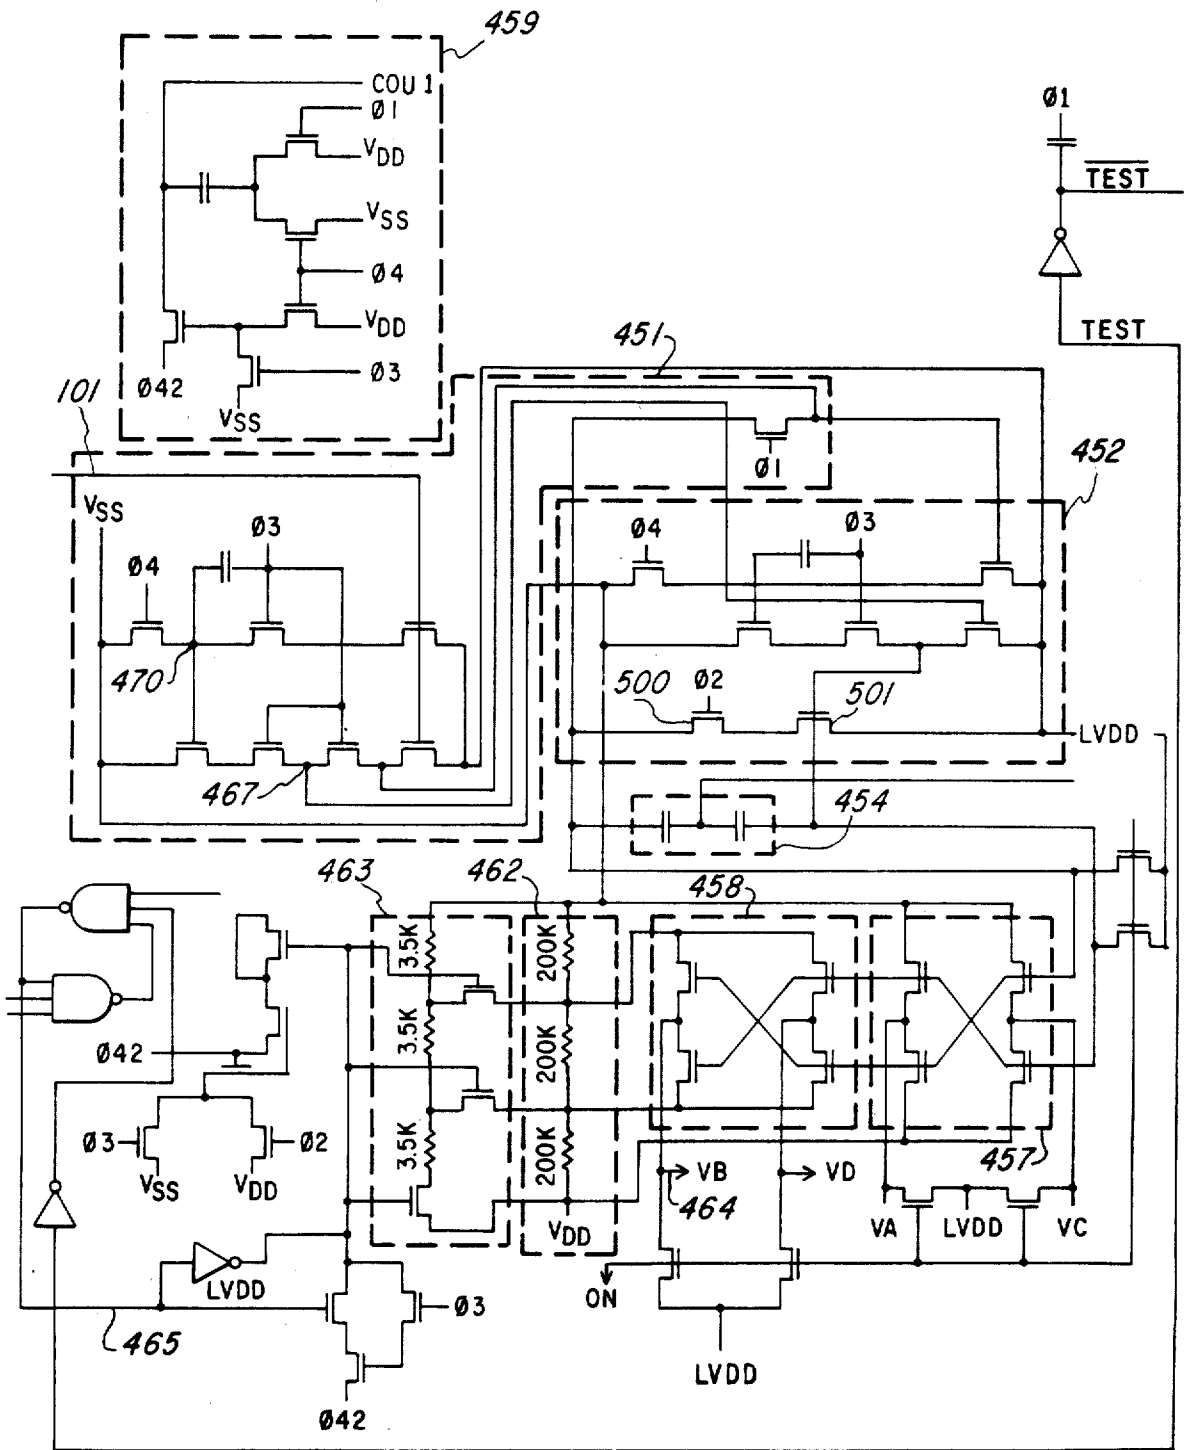 459
COU1
Ø1
VDD
VSS
Ø4
VDD
Ø3
Ø42
VSS
Ø1
TEST
TEST
451
101
Ø1
452
VSS
Ø3
Ø4
Ø4
Ø3
470
500
Ø2
501
LVDD
467
454
463
462
458
3.5K
200K
3.5K
200K
3.5K
200K
Ø42
Ø3
Ø2
VSS
VDD
457
VB
VD
464
VDD
VA
LVDD
VC
LVDD
ON
465
Ø3
LVDD
Ø42